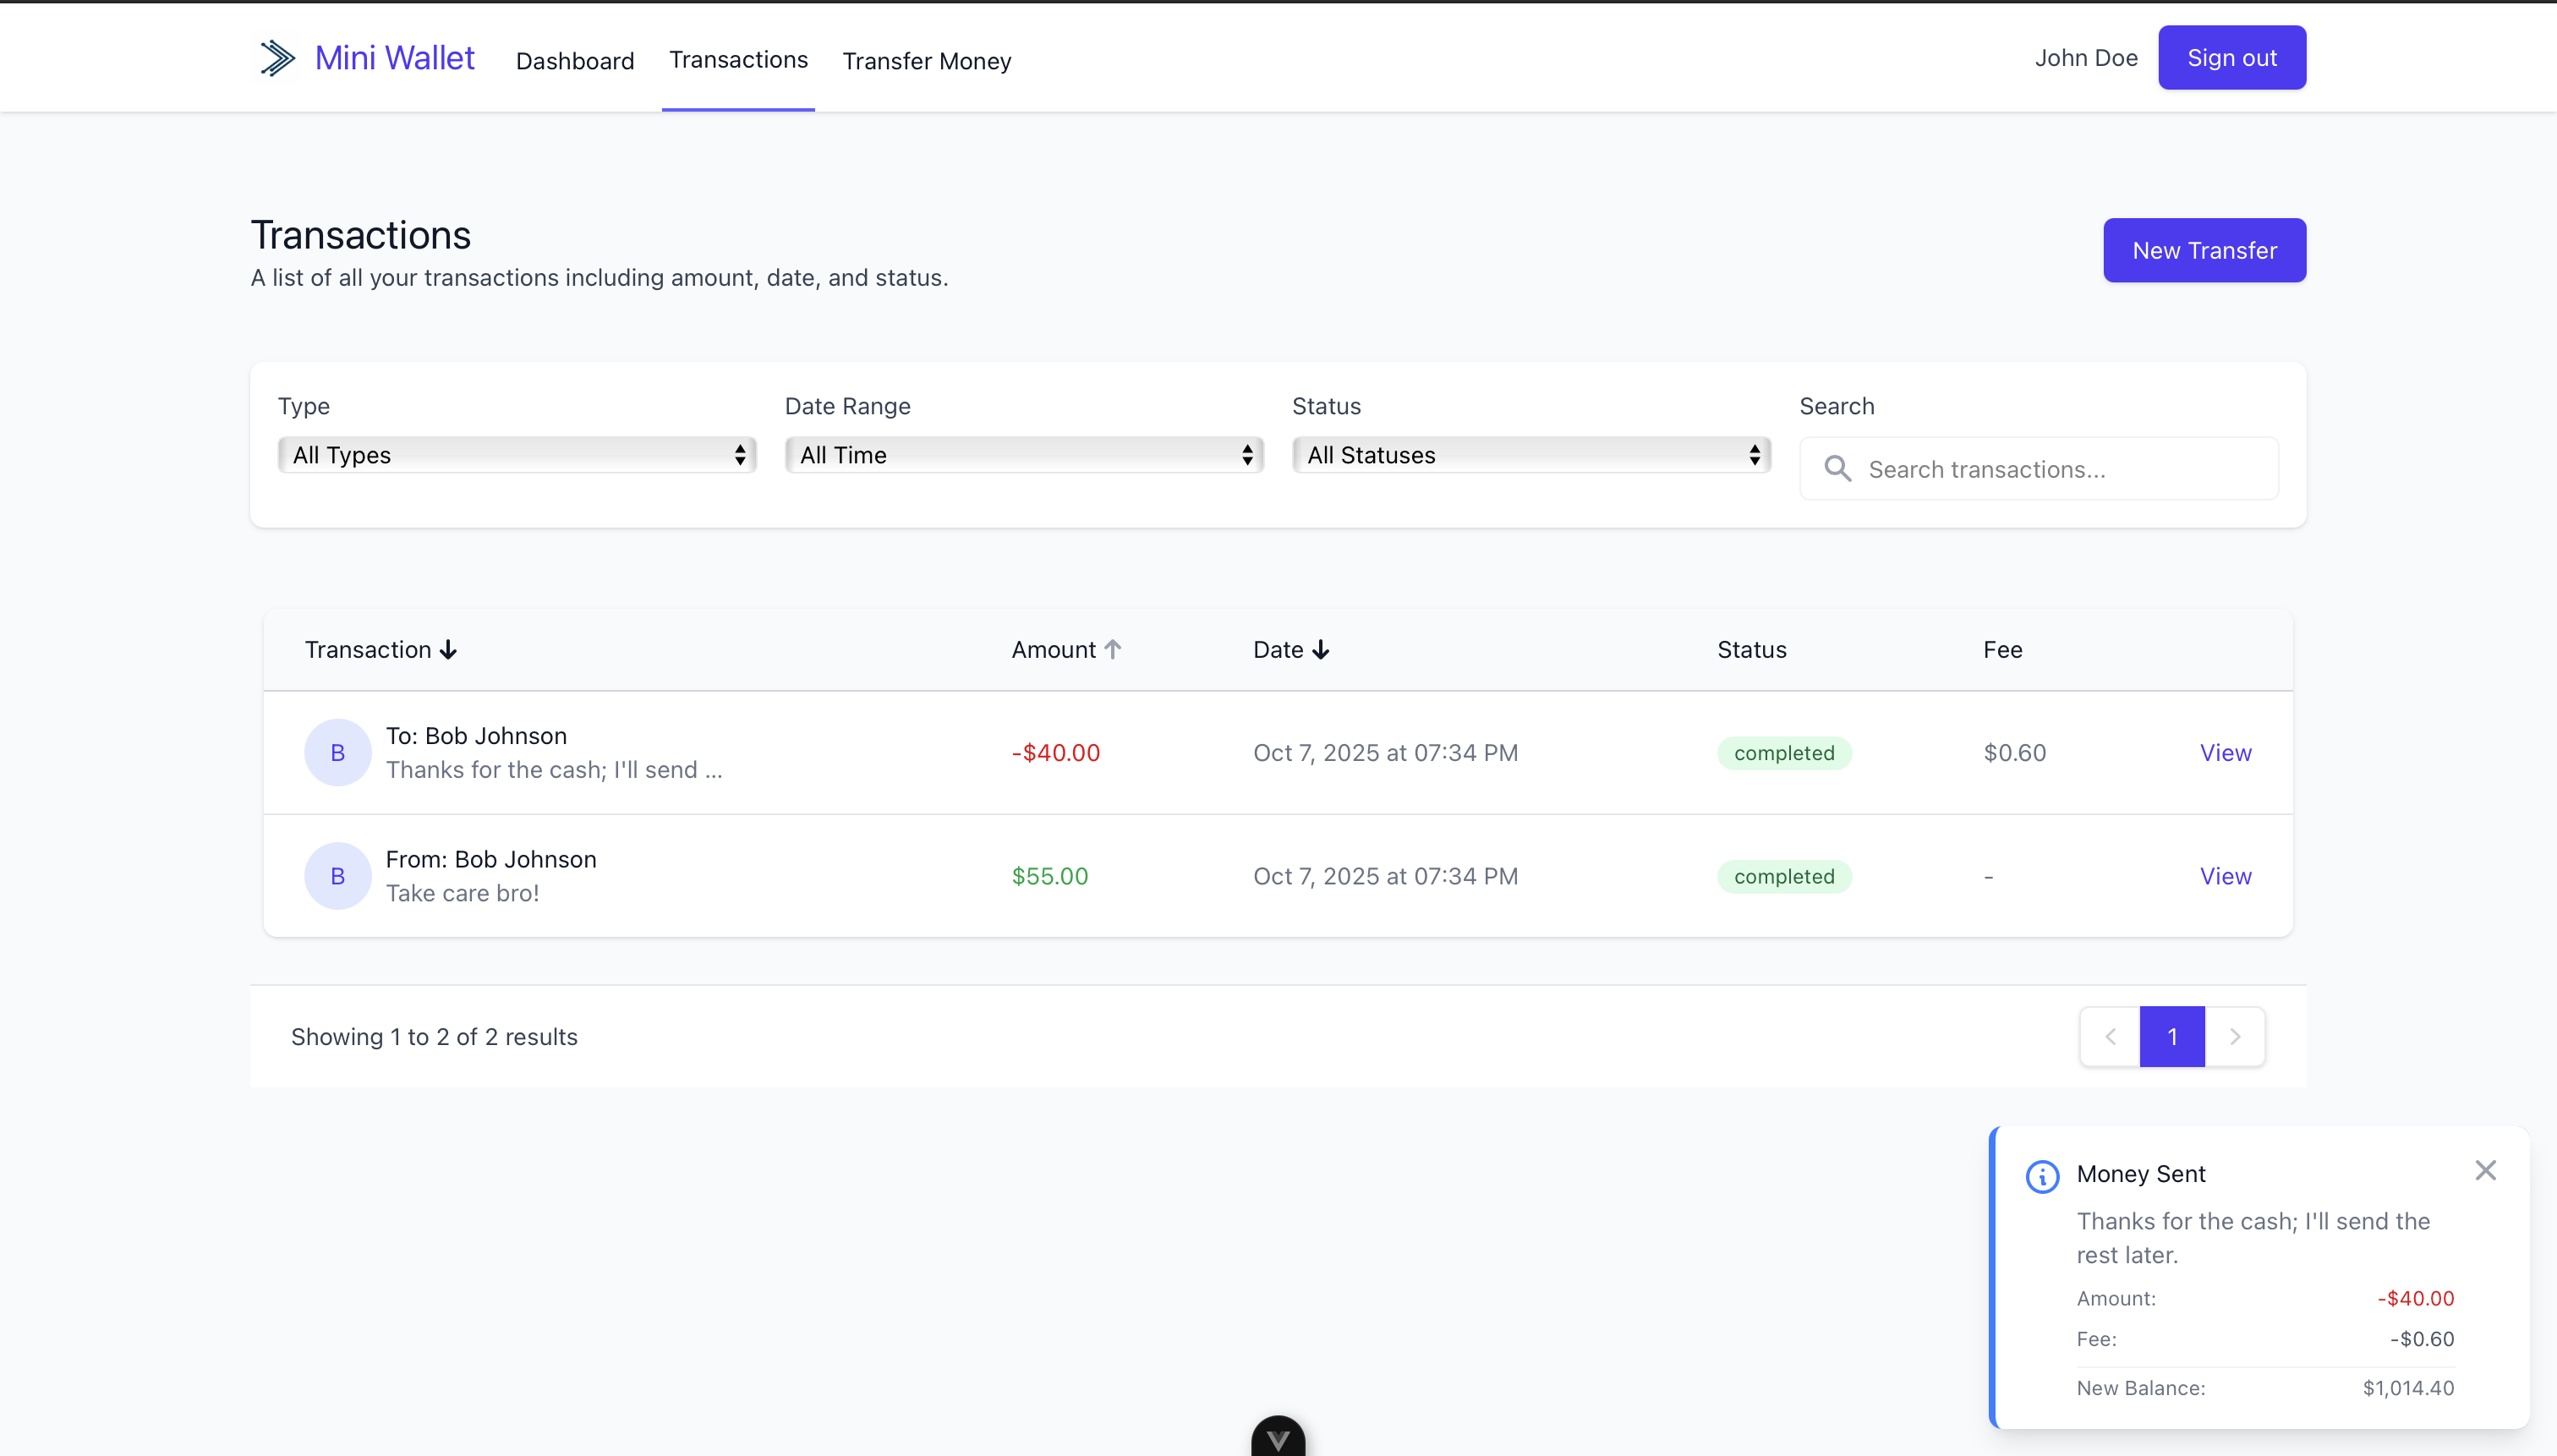 Mini Wallet Dashboard Transactions Transfer Money John Doe Sign out
Transactions
A list of all your transactions including amount, date, and status.
New Transfer
Type Date Range Status Search
All Types All Time All Statuses Search transactions...
Transaction Amount Date Status Fee
B To: Bob Johnson
Thanks for the cash; I'll send ...
-$40.00 Oct 7, 2025 at 07:34 PM completed $0.60 View
B From: Bob Johnson
Take care bro!
$55.00 Oct 7, 2025 at 07:34 PM completed - View
Showing 1 to 2 of 2 results 1
Money Sent
Thanks for the cash; I'll send the
rest later.
Amount: -$40.00
Fee: -$0.60
New Balance: $1,014.40